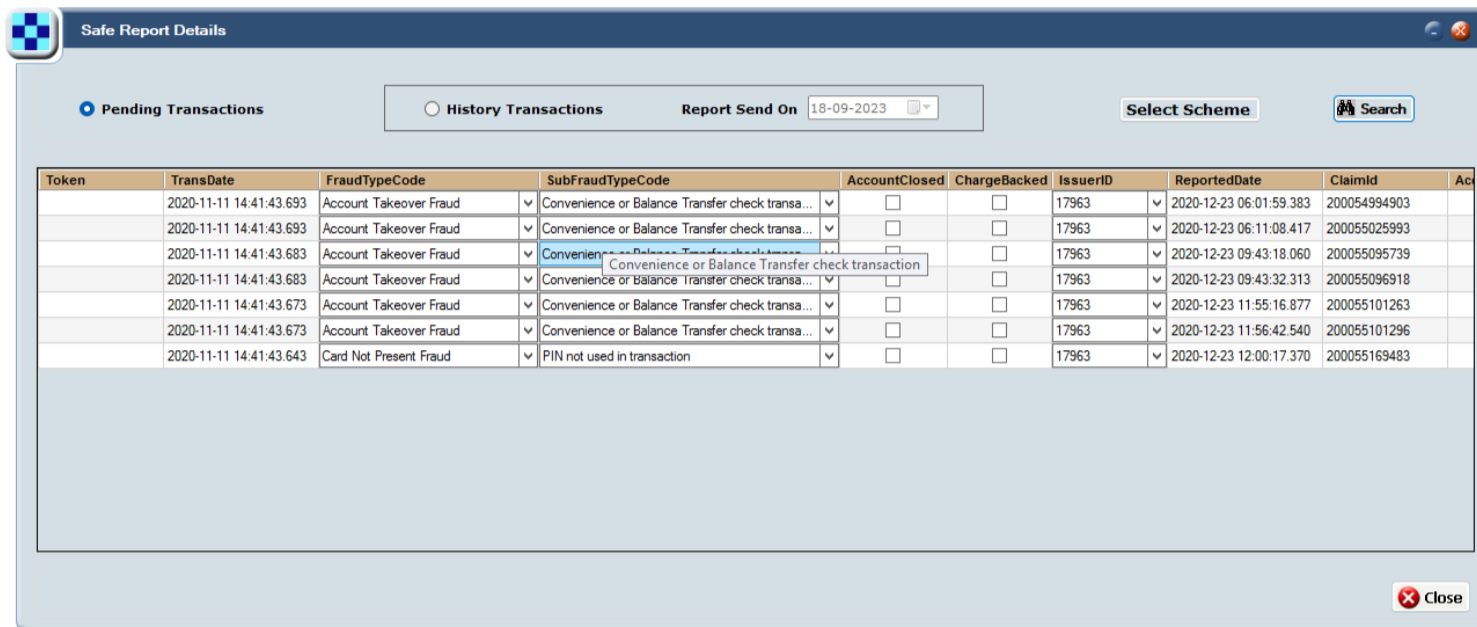 Safe Report Details
Pending Transactions History Transactions Report Send On 18-09-2023 Select Scheme Search
Token TransDate FraudTypeCode SubFraudTypeCode AccountClosed ChargeBacked IssuerID ReportedDate ClaimId Acc
2020-11-11 14:41:43.693 Account Takeover Fraud Convenience or Balance Transfer check transa... 17963 2020-12-23 06:01:59.383 200054994903
2020-11-11 14:41:43.693 Account Takeover Fraud Convenience or Balance Transfer check transa... 17963 2020-12-23 06:11:08.417 200055025993
2020-11-11 14:41:43.683 Account Takeover Fraud Convenience or Balance Transfer check transa... 17963 2020-12-23 09:43:18.060 200055095739
Convenience or Balance Transfer check transaction
2020-11-11 14:41:43.683 Account Takeover Fraud Convenience or Balance Transfer check transa... 17963 2020-12-23 09:43:32.313 200055096918
2020-11-11 14:41:43.673 Account Takeover Fraud Convenience or Balance Transfer check transa... 17963 2020-12-23 11:55:16.877 200055101263
2020-11-11 14:41:43.673 Account Takeover Fraud Convenience or Balance Transfer check transa... 17963 2020-12-23 11:56:42.540 200055101296
2020-11-11 14:41:43.643 Card Not Present Fraud PIN not used in transaction 17963 2020-12-23 12:00:17.370 200055169483
Close